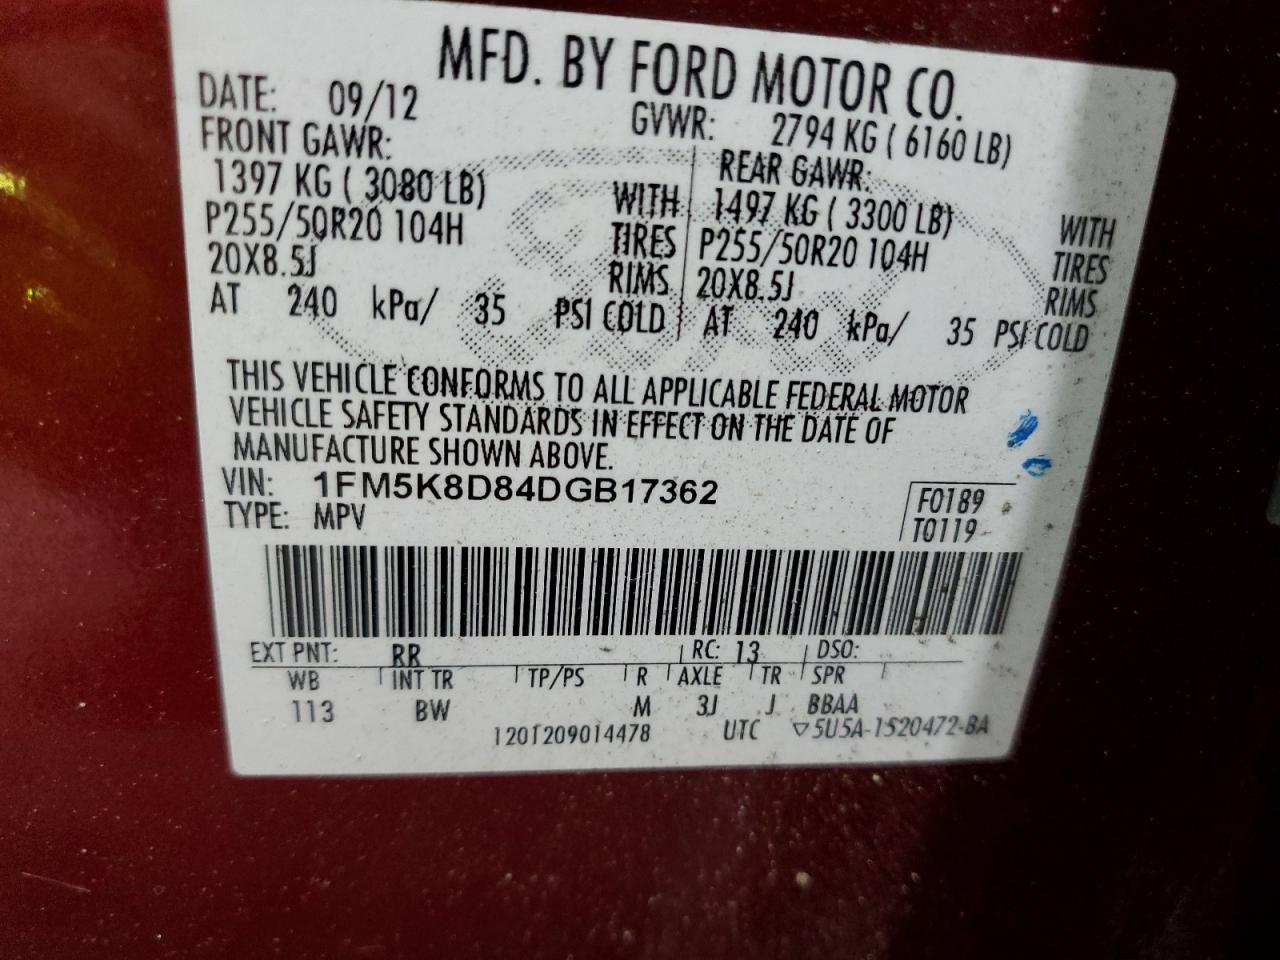 MFD. BY FORD MOTOR CO.
DATE: 09/12 GVWR: 2794 KG ( 6160 LB)
FRONT GAWR: REAR GAWR:
1397 KG ( 3080 LB) WITH 1497 KG ( 3300 LB) WITH
P255/50R20 104H TIRES P255/50R20 104H TIRES
20X8.5J RIMS 20X8.5J RIMS
AT 240 kPa/ 35 PSI COLD AT 240 kPa/ 35 PSI COLD
THIS VEHICLE CONFORMS TO ALL APPLICABLE FEDERAL MOTOR
VEHICLE SAFETY STANDARDS IN EFFECT ON THE DATE OF
MANUFACTURE SHOWN ABOVE.
VIN: 1FM5K8D84DGB17362
TYPE: MPV
F0189
T0119
EXT PNT: RR RC: 13 DSO:
WB INT TR TP/PS R AXLE TR SPR
113 BW M 3J J BBAA
1201209014478 UTC ▽5U5A-1520472-BA